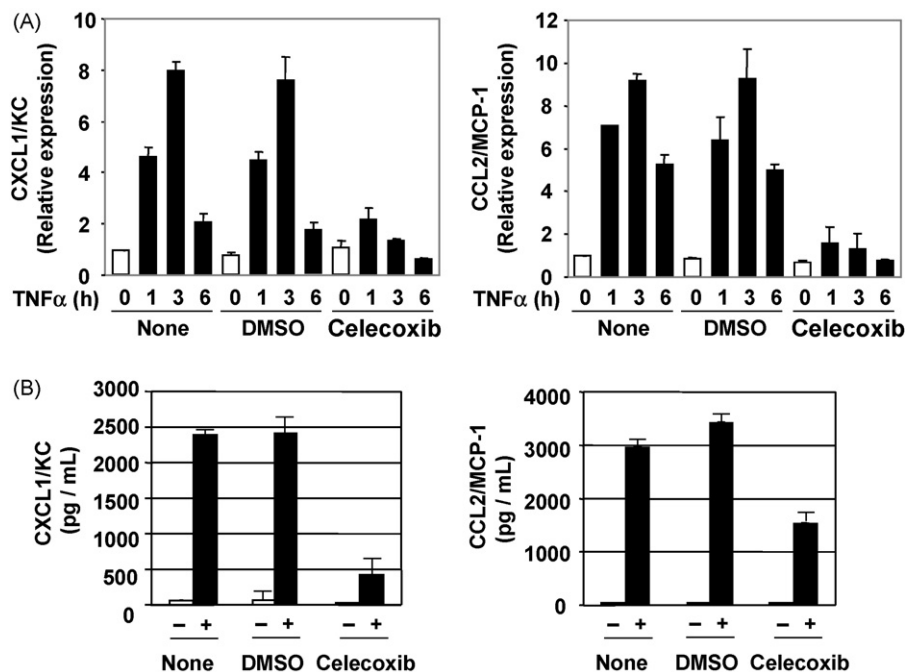 (A)
CXCL1/KC
(Relative expression)
10
8
6
4
2
0
TNFα (h) 0 1 3 6 0 1 3 6 0 1 3 6
None DMSO Celecoxib
CCL2/MCP-1
(Relative expression)
12
10
8
6
4
2
0
TNFα (h) 0 1 3 6 0 1 3 6 0 1 3 6
None DMSO Celecoxib
(B)
CXCL1/KC
(pg / mL)
3000
2500
2000
1500
1000
500
0
– + – + – +
None DMSO Celecoxib
CCL2/MCP-1
(pg / mL)
4000
3000
2000
1000
0
– + – + – +
None DMSO Celecoxib